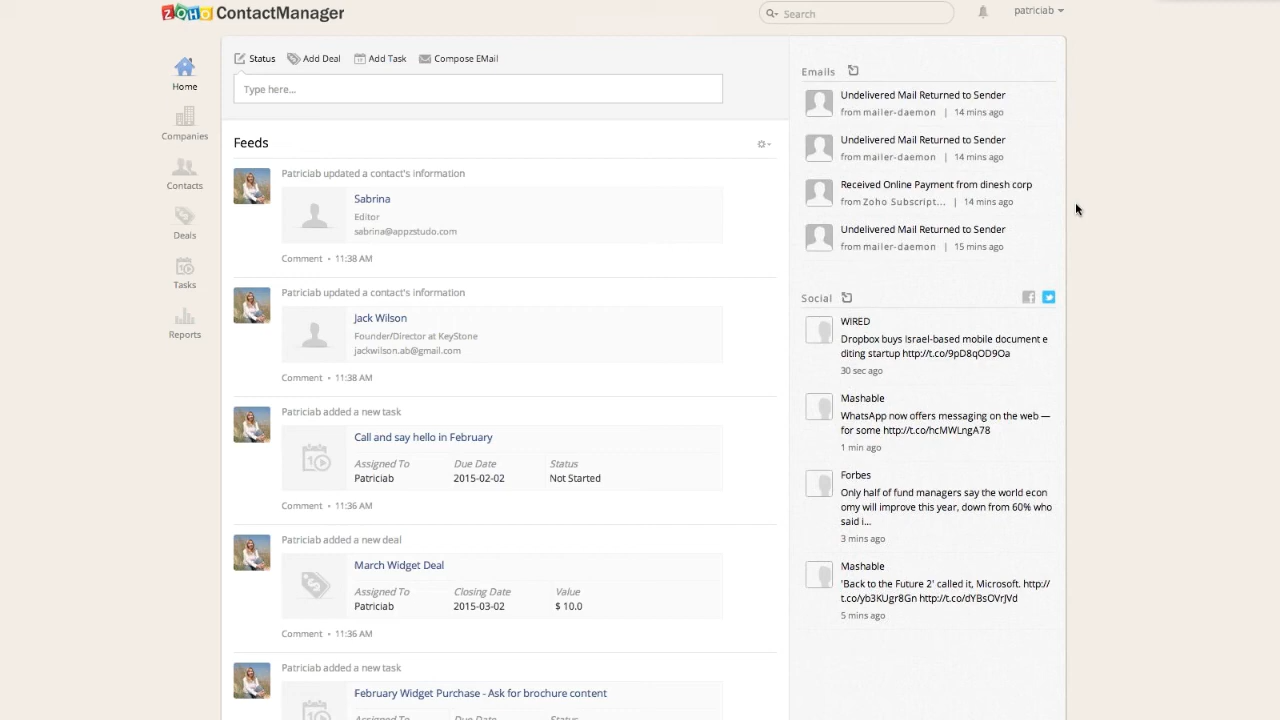 ZOHO ContactManager
Search
patriciab
Home
Companies
Contacts
Deals
Tasks
Reports
Status
Add Deal
Add Task
Compose EMail
Type here...
Feeds
Patriciab updated a contact's information
Sabrina
Editor
sabrina@appzstudo.com
Comment • 11:38 AM
Patriciab updated a contact's information
Jack Wilson
Founder/Director at KeyStone
jackwilson.ab@gmail.com
Comment • 11:38 AM
Patriciab added a new task
Call and say hello in February
Assigned To Due Date Status
Patriciab 2015-02-02 Not Started
Comment • 11:36 AM
Patriciab added a new deal
March Widget Deal
Assigned To Closing Date Value
Patriciab 2015-03-02 $ 10.0
Comment • 11:36 AM
Patriciab added a new task
February Widget Purchase - Ask for brochure content
Assigned To Due Date Status
Emails
Undelivered Mail Returned to Sender
from mailer-daemon | 14 mins ago
Undelivered Mail Returned to Sender
from mailer-daemon | 14 mins ago
Received Online Payment from dinesh corp
from Zoho Subscript... | 14 mins ago
Undelivered Mail Returned to Sender
from mailer-daemon | 15 mins ago
Social
WIRED
Dropbox buys Israel-based mobile document e
diting startup http://t.co/9pD8qOD9Oa
30 sec ago
Mashable
WhatsApp now offers messaging on the web —
for some http://t.co/hcMWLngA78
1 min ago
Forbes
Only half of fund managers say the world econ
omy will improve this year, down from 60% who
said i...
3 mins ago
Mashable
'Back to the Future 2' called it, Microsoft. http://
t.co/yb3KUgr8Gn http://t.co/dYBsOVrJVd
5 mins ago